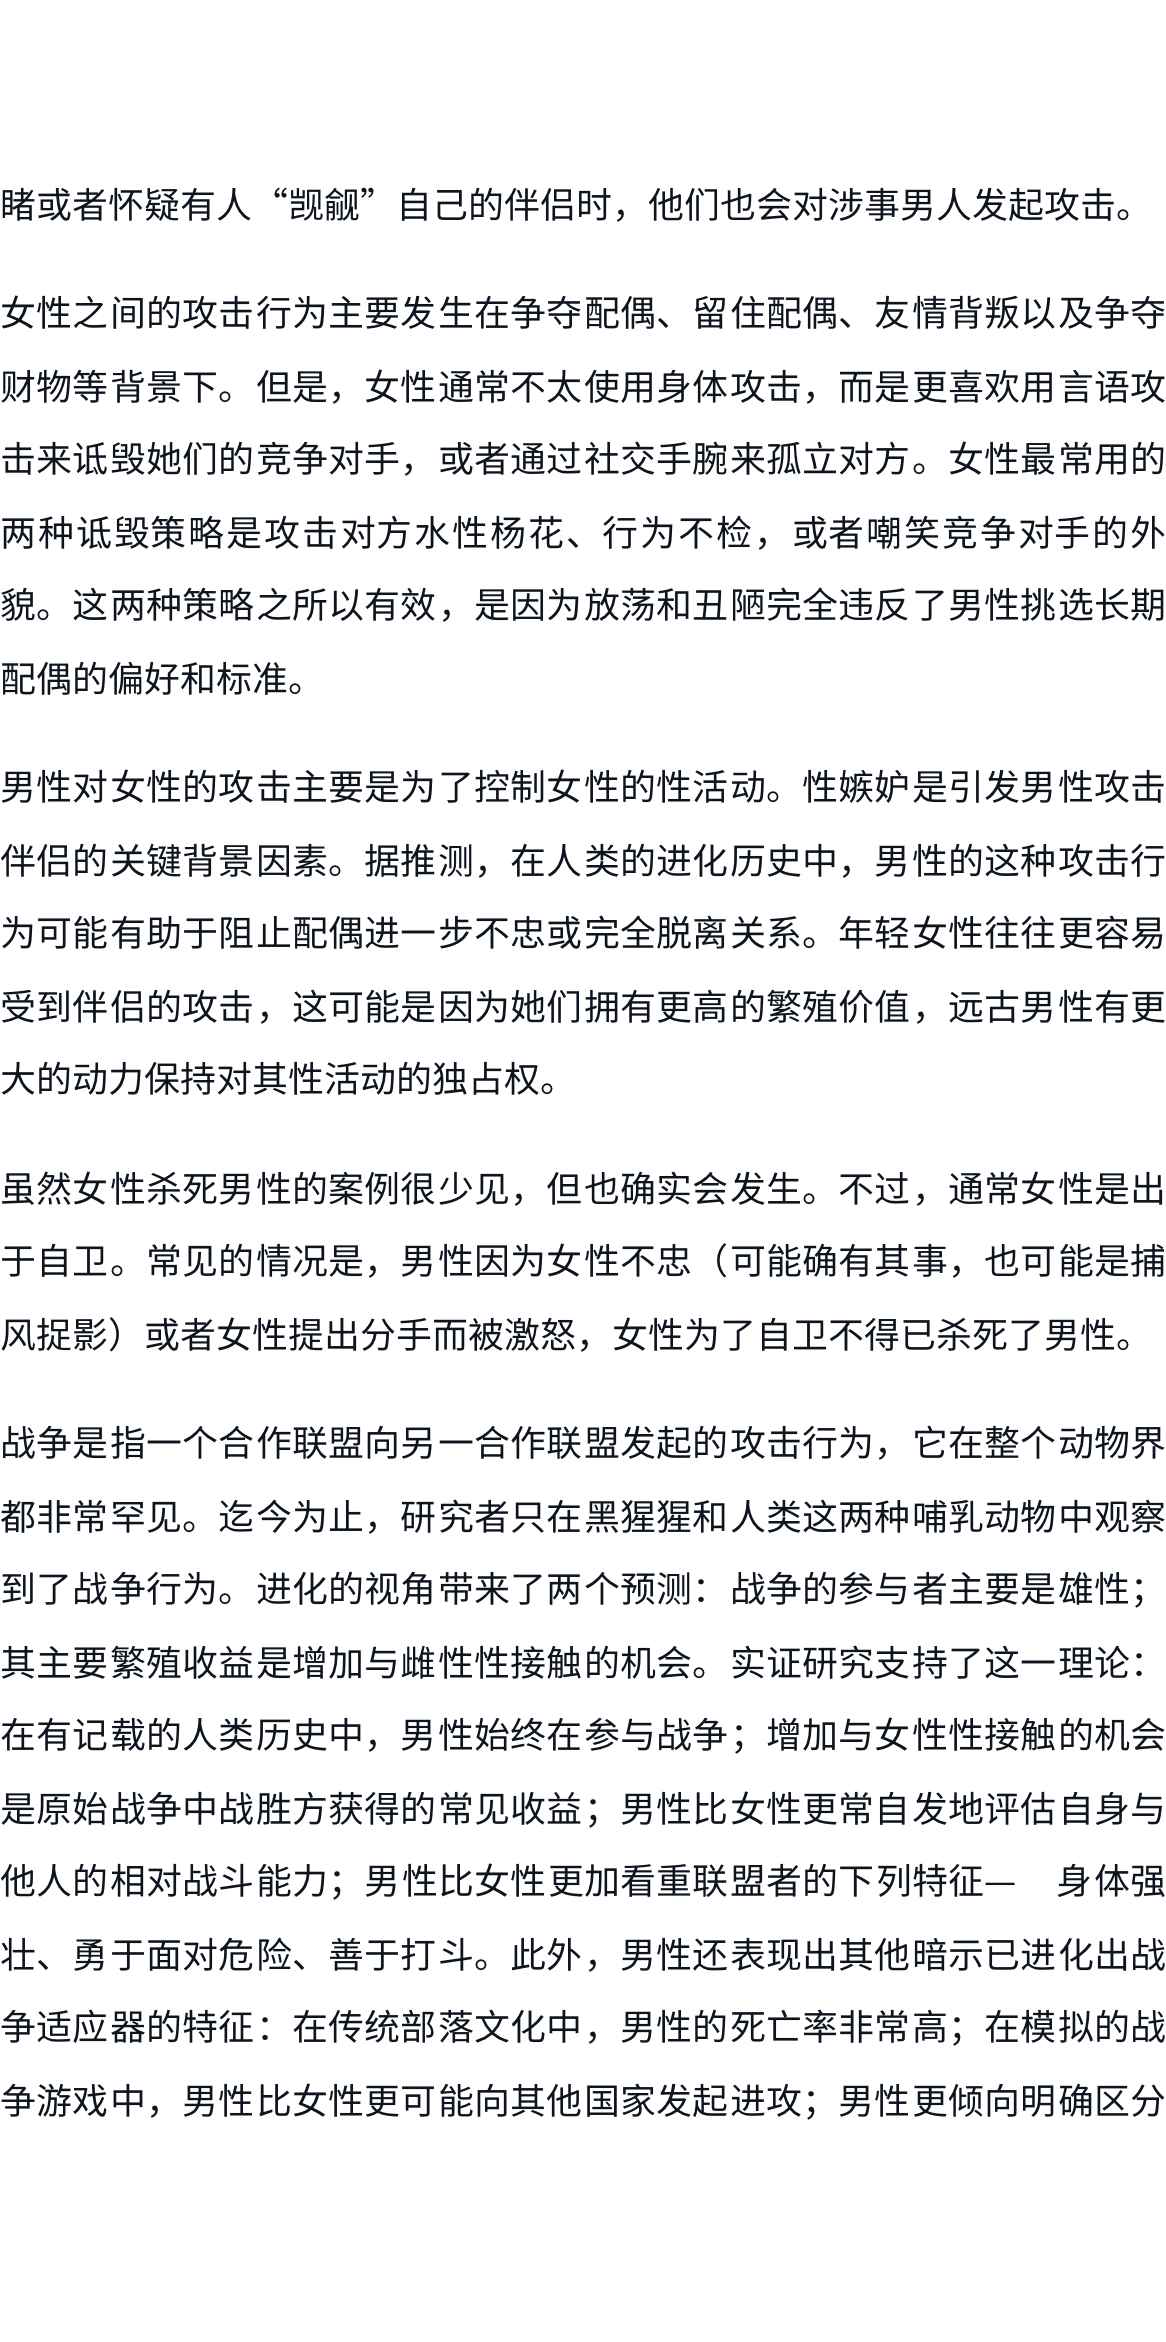 睹或者怀疑有人“觊觎”自己的伴侣时，他们也会对涉事男人发起攻击。
女性之间的攻击行为主要发生在争夺配偶、留住配偶、友情背叛以及争夺
财物等背景下。但是，女性通常不太使用身体攻击，而是更喜欢用言语攻
击来诋毁她们的竞争对手，或者通过社交手腕来孤立对方。女性最常用的
两种诋毁策略是攻击对方水性杨花、行为不检，或者嘲笑竞争对手的外
貌。这两种策略之所以有效，是因为放荡和丑陋完全违反了男性挑选长期
配偶的偏好和标准。
男性对女性的攻击主要是为了控制女性的性活动。性嫉妒是引发男性攻击
伴侣的关键背景因素。据推测，在人类的进化历史中，男性的这种攻击行
为可能有助于阻止配偶进一步不忠或完全脱离关系。年轻女性往往更容易
受到伴侣的攻击，这可能是因为她们拥有更高的繁殖价值，远古男性有更
大的动力保持对其性活动的独占权。
虽然女性杀死男性的案例很少见，但也确实会发生。不过，通常女性是出
于自卫。常见的情况是，男性因为女性不忠（可能确有其事，也可能是捕
风捉影）或者女性提出分手而被激怒，女性为了自卫不得已杀死了男性。
战争是指一个合作联盟向另一合作联盟发起的攻击行为，它在整个动物界
都非常罕见。迄今为止，研究者只在黑猩猩和人类这两种哺乳动物中观察
到了战争行为。进化的视角带来了两个预测：战争的参与者主要是雄性；
其主要繁殖收益是增加与雌性性接触的机会。实证研究支持了这一理论：
在有记载的人类历史中，男性始终在参与战争；增加与女性性接触的机会
是原始战争中战胜方获得的常见收益；男性比女性更常自发地评估自身与
他人的相对战斗能力；男性比女性更加看重联盟者的下列特征— 身体强
壮、勇于面对危险、善于打斗。此外，男性还表现出其他暗示已进化出战
争适应器的特征：在传统部落文化中，男性的死亡率非常高；在模拟的战
争游戏中，男性比女性更可能向其他国家发起进攻；男性更倾向明确区分